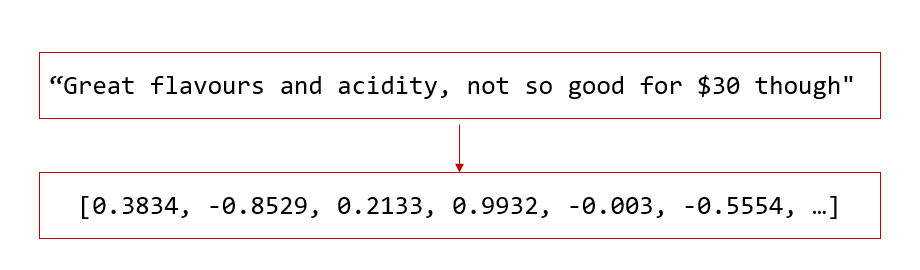 “Great flavours and acidity, not so good for $30 though"
[0.3834, -0.8529, 0.2133, 0.9932, -0.003, -0.5554, …]